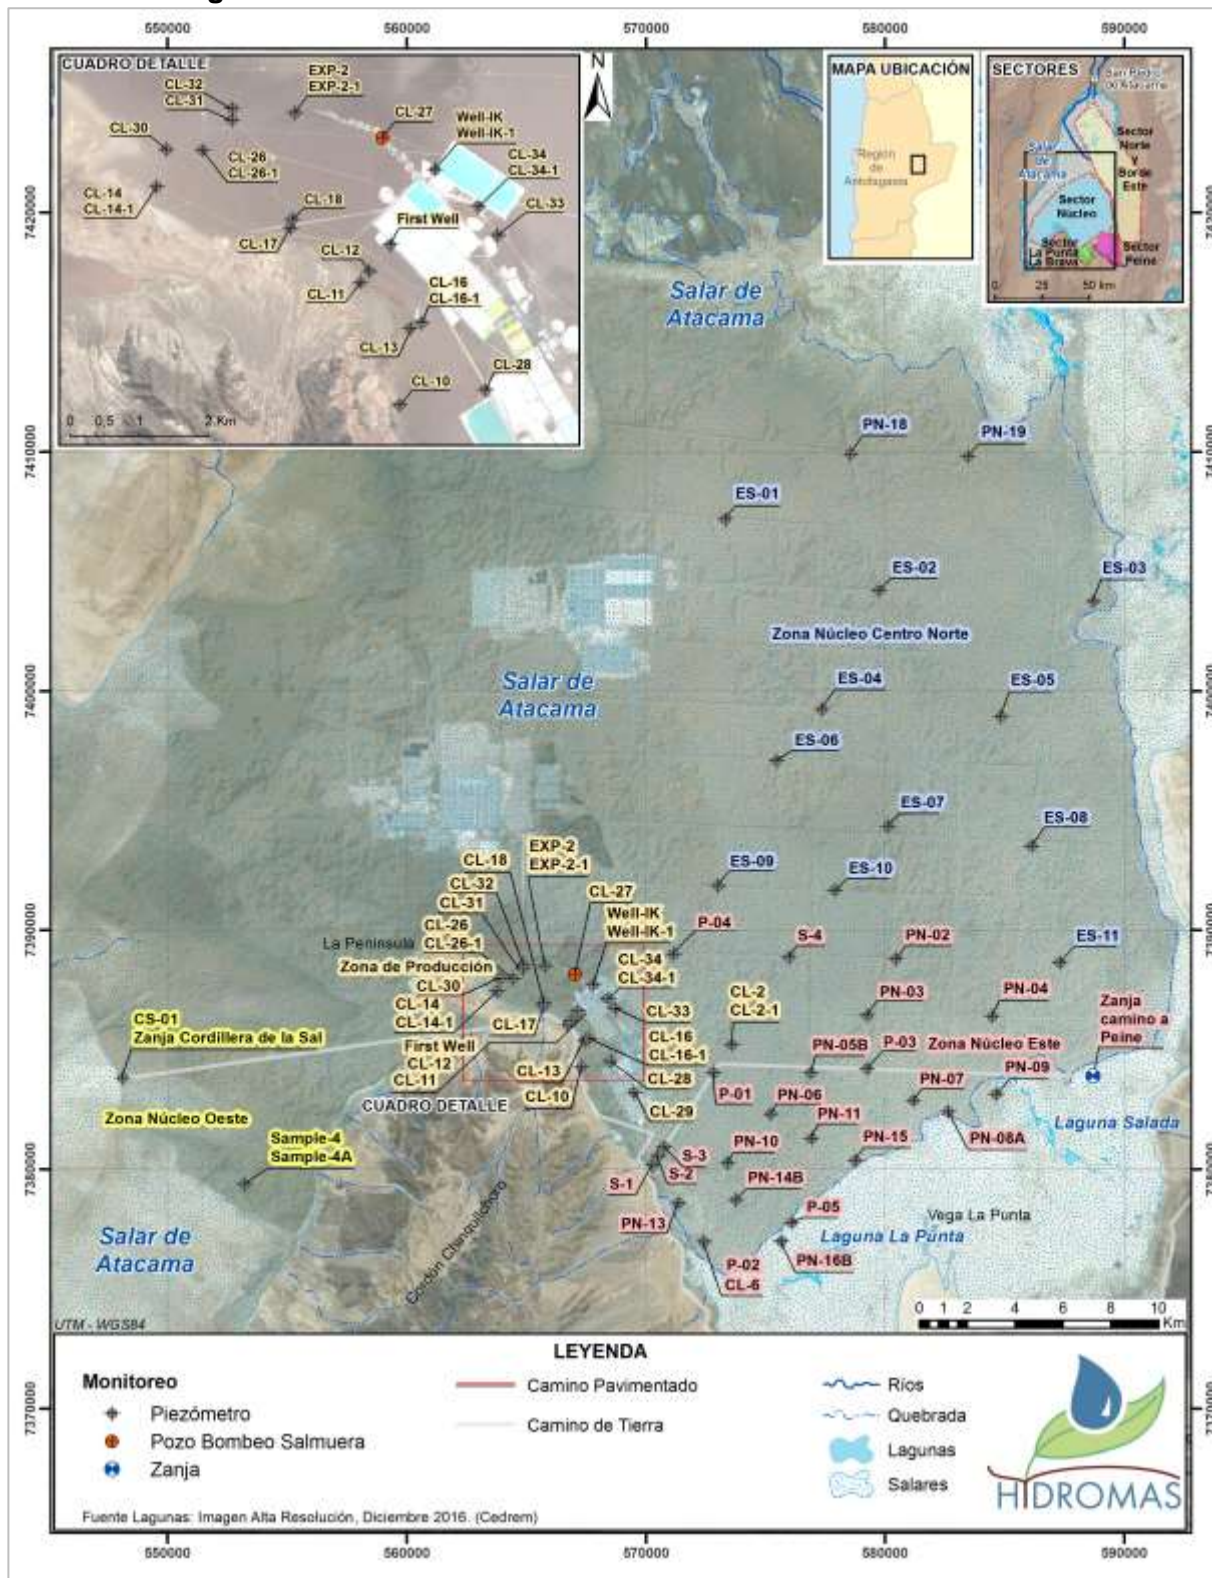 550000
560000
570000
580000
590000
CUADRO DETALLE
CL-32
CL-31
EXP-2
EXP-2-1
CL-27
Well-IK
Well-IK-1
CL-30
CL-26
CL-26-1
CL-34
CL-34-1
CL-14
CL-14-1
CL-18
CL-33
First Well
CL-17
CL-12
CL-11
CL-16
CL-16-1
CL-13
CL-28
CL-10
0 0,5 1 2 Km
N
MAPA UBICACIÓN
Región
de
Antofagasta
SECTORES
San Pedro
de Atacama
Sector
Norte
y
Borde
Este
Salar
de
Atacama
Sector
Núcleo
Sector
La Punta
La Brava
Sector
Peine
0 25 50 km
7420000
7420000
Salar de
Atacama
7410000
7410000
PN-18
PN-19
ES-01
ES-02
ES-03
Zona Núcleo Centro Norte
7400000
7400000
Salar de
Atacama
ES-04
ES-05
ES-06
ES-07
ES-08
ES-09
ES-10
7390000
7390000
EXP-2
EXP-2-1
CL-18
CL-32
CL-31
CL-27
CL-26
CL-26-1
Well-IK
Well-IK-1
P-04
S-4
PN-02
ES-11
La Peninsula
Zona de Producción
CL-34
CL-34-1
CL-30
CL-14
CL-14-1
CL-17
CL-33
CL-2
CL-2-1
PN-03
PN-04
Zanja
camino a
Peine
CS-01
Zanja Cordillera de la Sal
First Well
CL-12
CL-11
CL-16
CL-16-1
CL-13
CL-28
CL-10
CL-29
CUADRO DETALLE
PN-05B
P-03
Zona Núcleo Este
P-01
PN-06
PN-07
PN-09
PN-11
PN-08A
Laguna Salada
Zona Núcleo Oeste
Sample-4
Sample-4A
7380000
7380000
PN-10
PN-15
S-3
S-2
S-1
PN-14B
PN-13
P-05
Vega La Punta
Laguna La Punta
P-02
CL-6
PN-16B
Salar de
Atacama
Cordón Chinquilchoro
UTM - WGS84
0 1 2 4 6 8 10
Km
7370000
7370000
LEYENDA
Monitoreo
Piezómetro
Pozo Bombeo Salmuera
Zanja
Camino Pavimentado
Camino de Tierra
Ríos
Quebrada
Lagunas
Salares
HIDROMAS
Fuente Lagunas: Imagen Alta Resolución, Diciembre 2016. (Cedrem)
550000
560000
570000
580000
590000